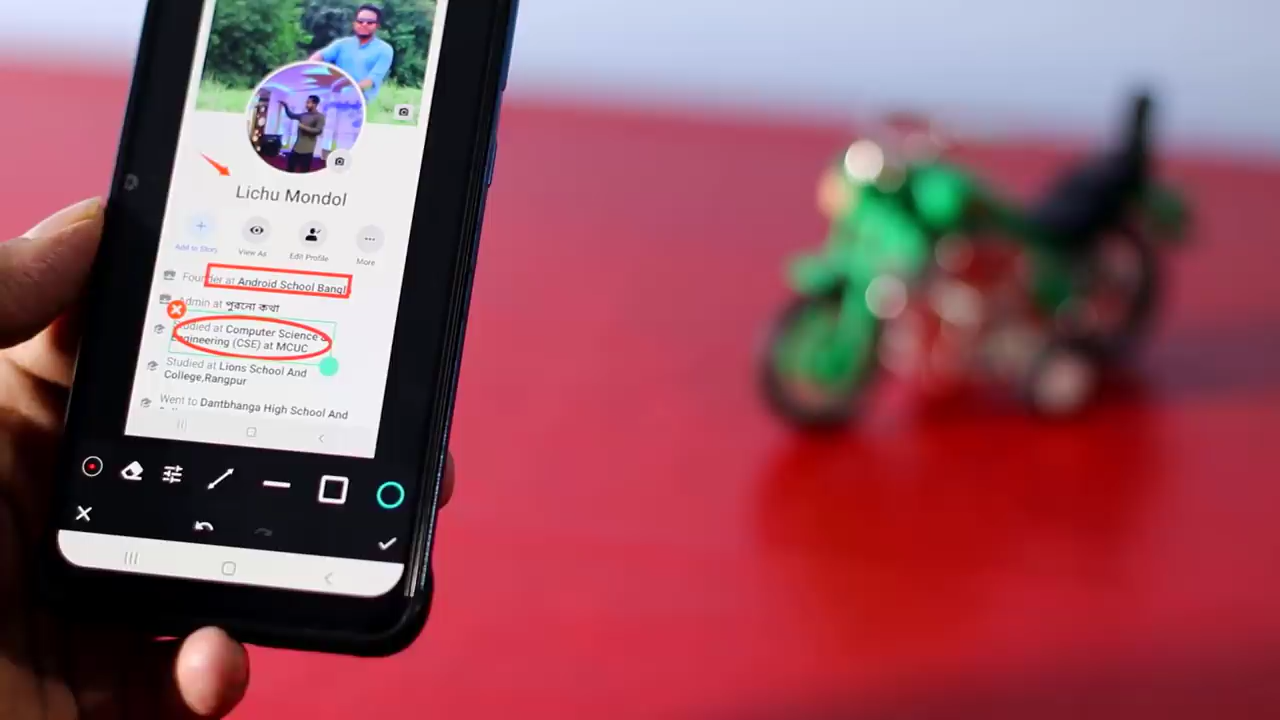 Lichu Mondol
Add to Story
View As
Edit Profile
More
Founder at Android School Bangl
Admin at পুরনো কথা
Studied at Computer Science &
Engineering (CSE) at MCUC
Studied at Lions School And
College,Rangpur
Went to Dantbhanga High School And